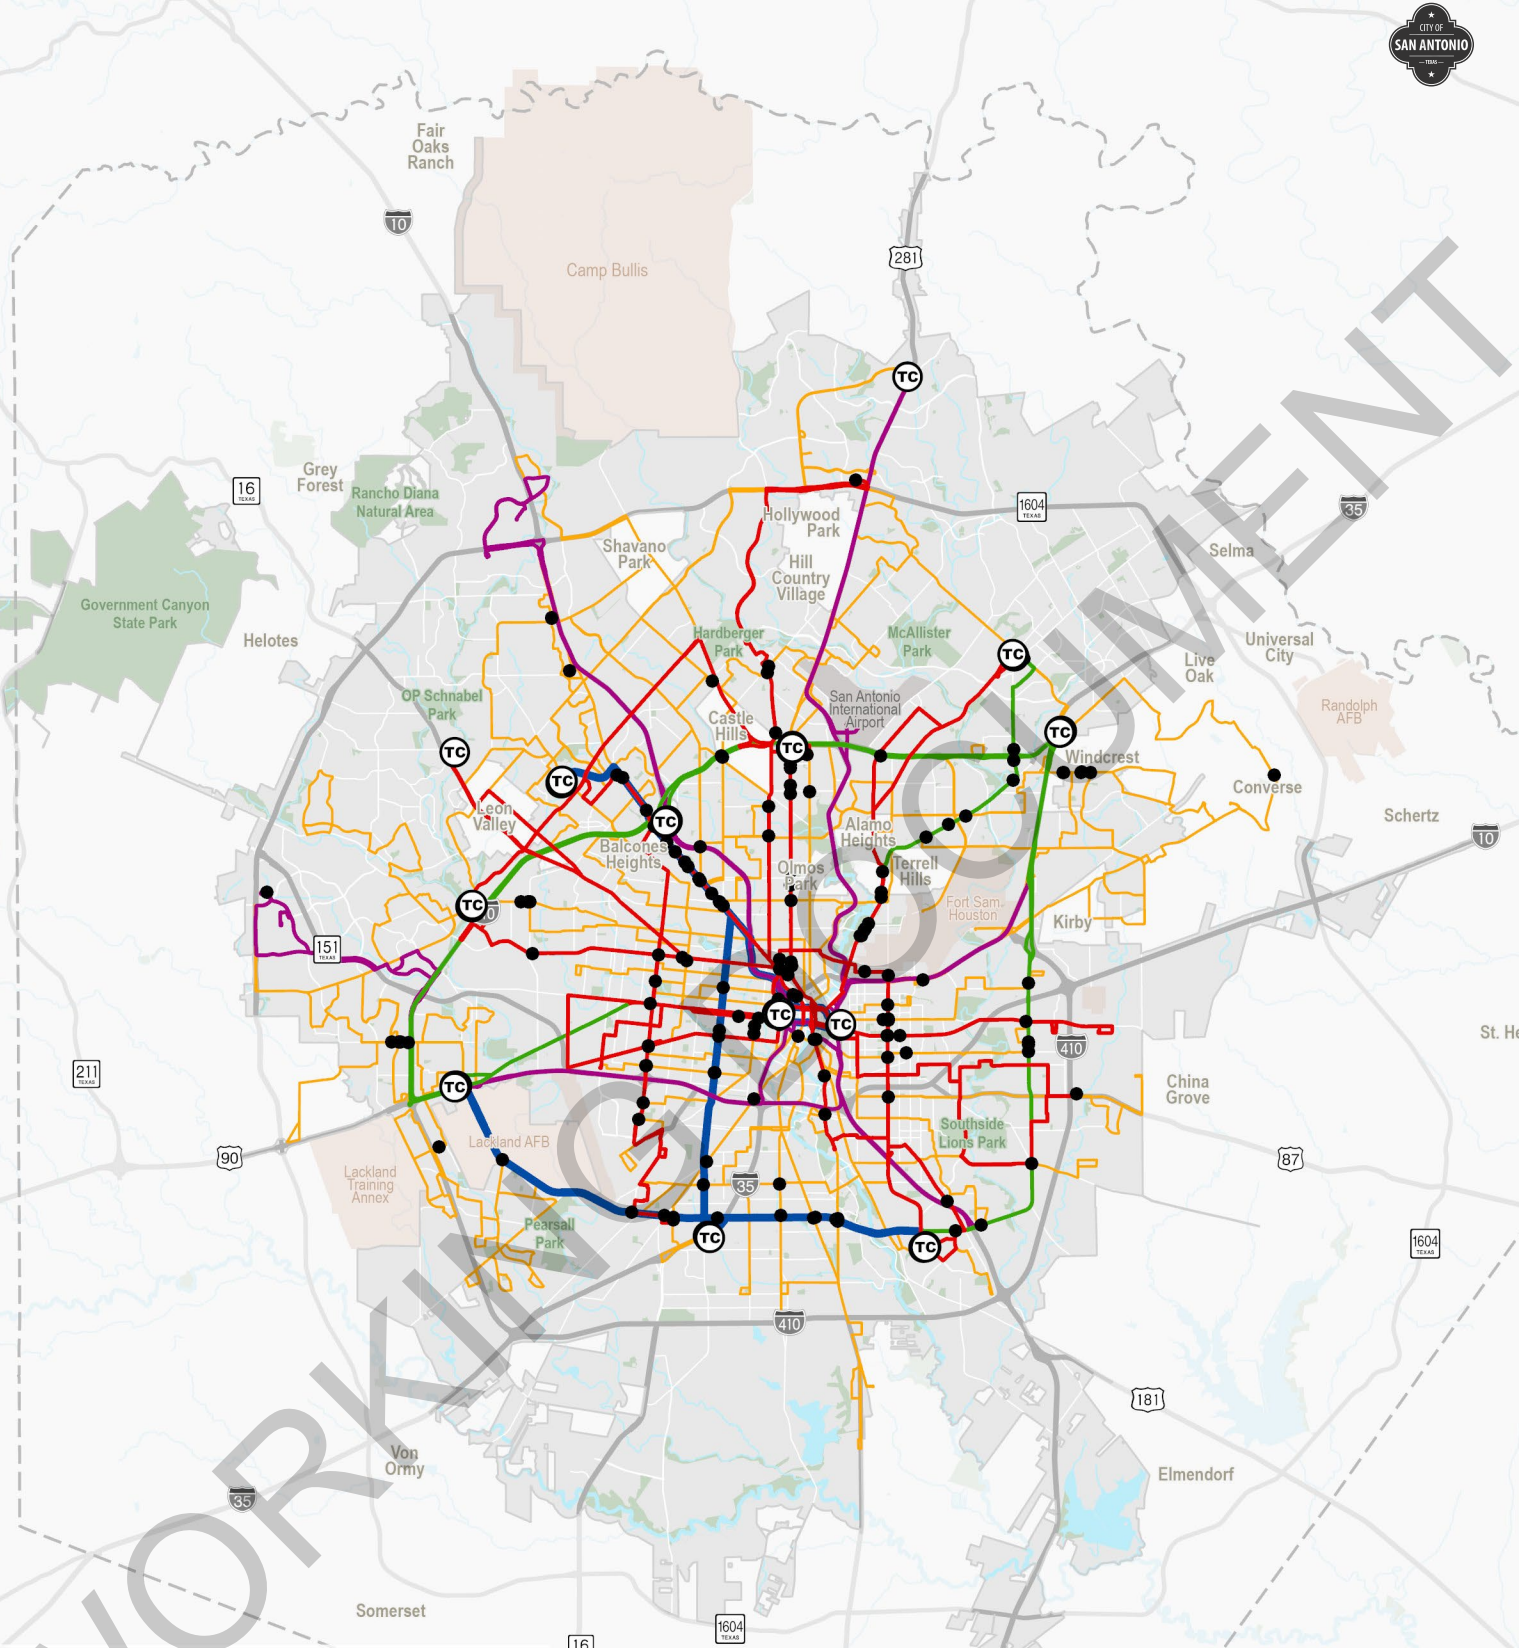 CITY OF
SAN ANTONIO
TEXAS
Fair
Oaks
Ranch
10
281
Camp Bullis
Grey
Forest
16
TEXAS
Rancho Diana
Natural Area
TC
1604
TEXAS
35
Hollywood
Park
Shavano
Park
Hill
Country
Village
Selma
Government Canyon
State Park
Helotes
Hardberger
Park
McAllister
Park
TC
Universal
City
Live
Oak
OP Schnabel
Park
San Antonio
International
Airport
Randolph
AFB
Castle
Hills
TC
TC
TC
TC
Windcrest
Converse
Leon
Valley
TC
Balcones
Heights
Alamo
Heights
Schertz
10
Olmos
Park
Terrell
Hills
TC
Fort Sam
Houston
Kirby
151
TEXAS
TC
TC
410
St. He
211
TEXAS
TC
China
Grove
Southside
Lions Park
90
Lackland AFB
87
Lackland
Training
Annex
35
Pearsall
Park
TC
TC
1604
TEXAS
410
181
Von
Ormy
Elmendorf
35
Somerset
1604
TEXAS
16
WORKING DOCUMENT